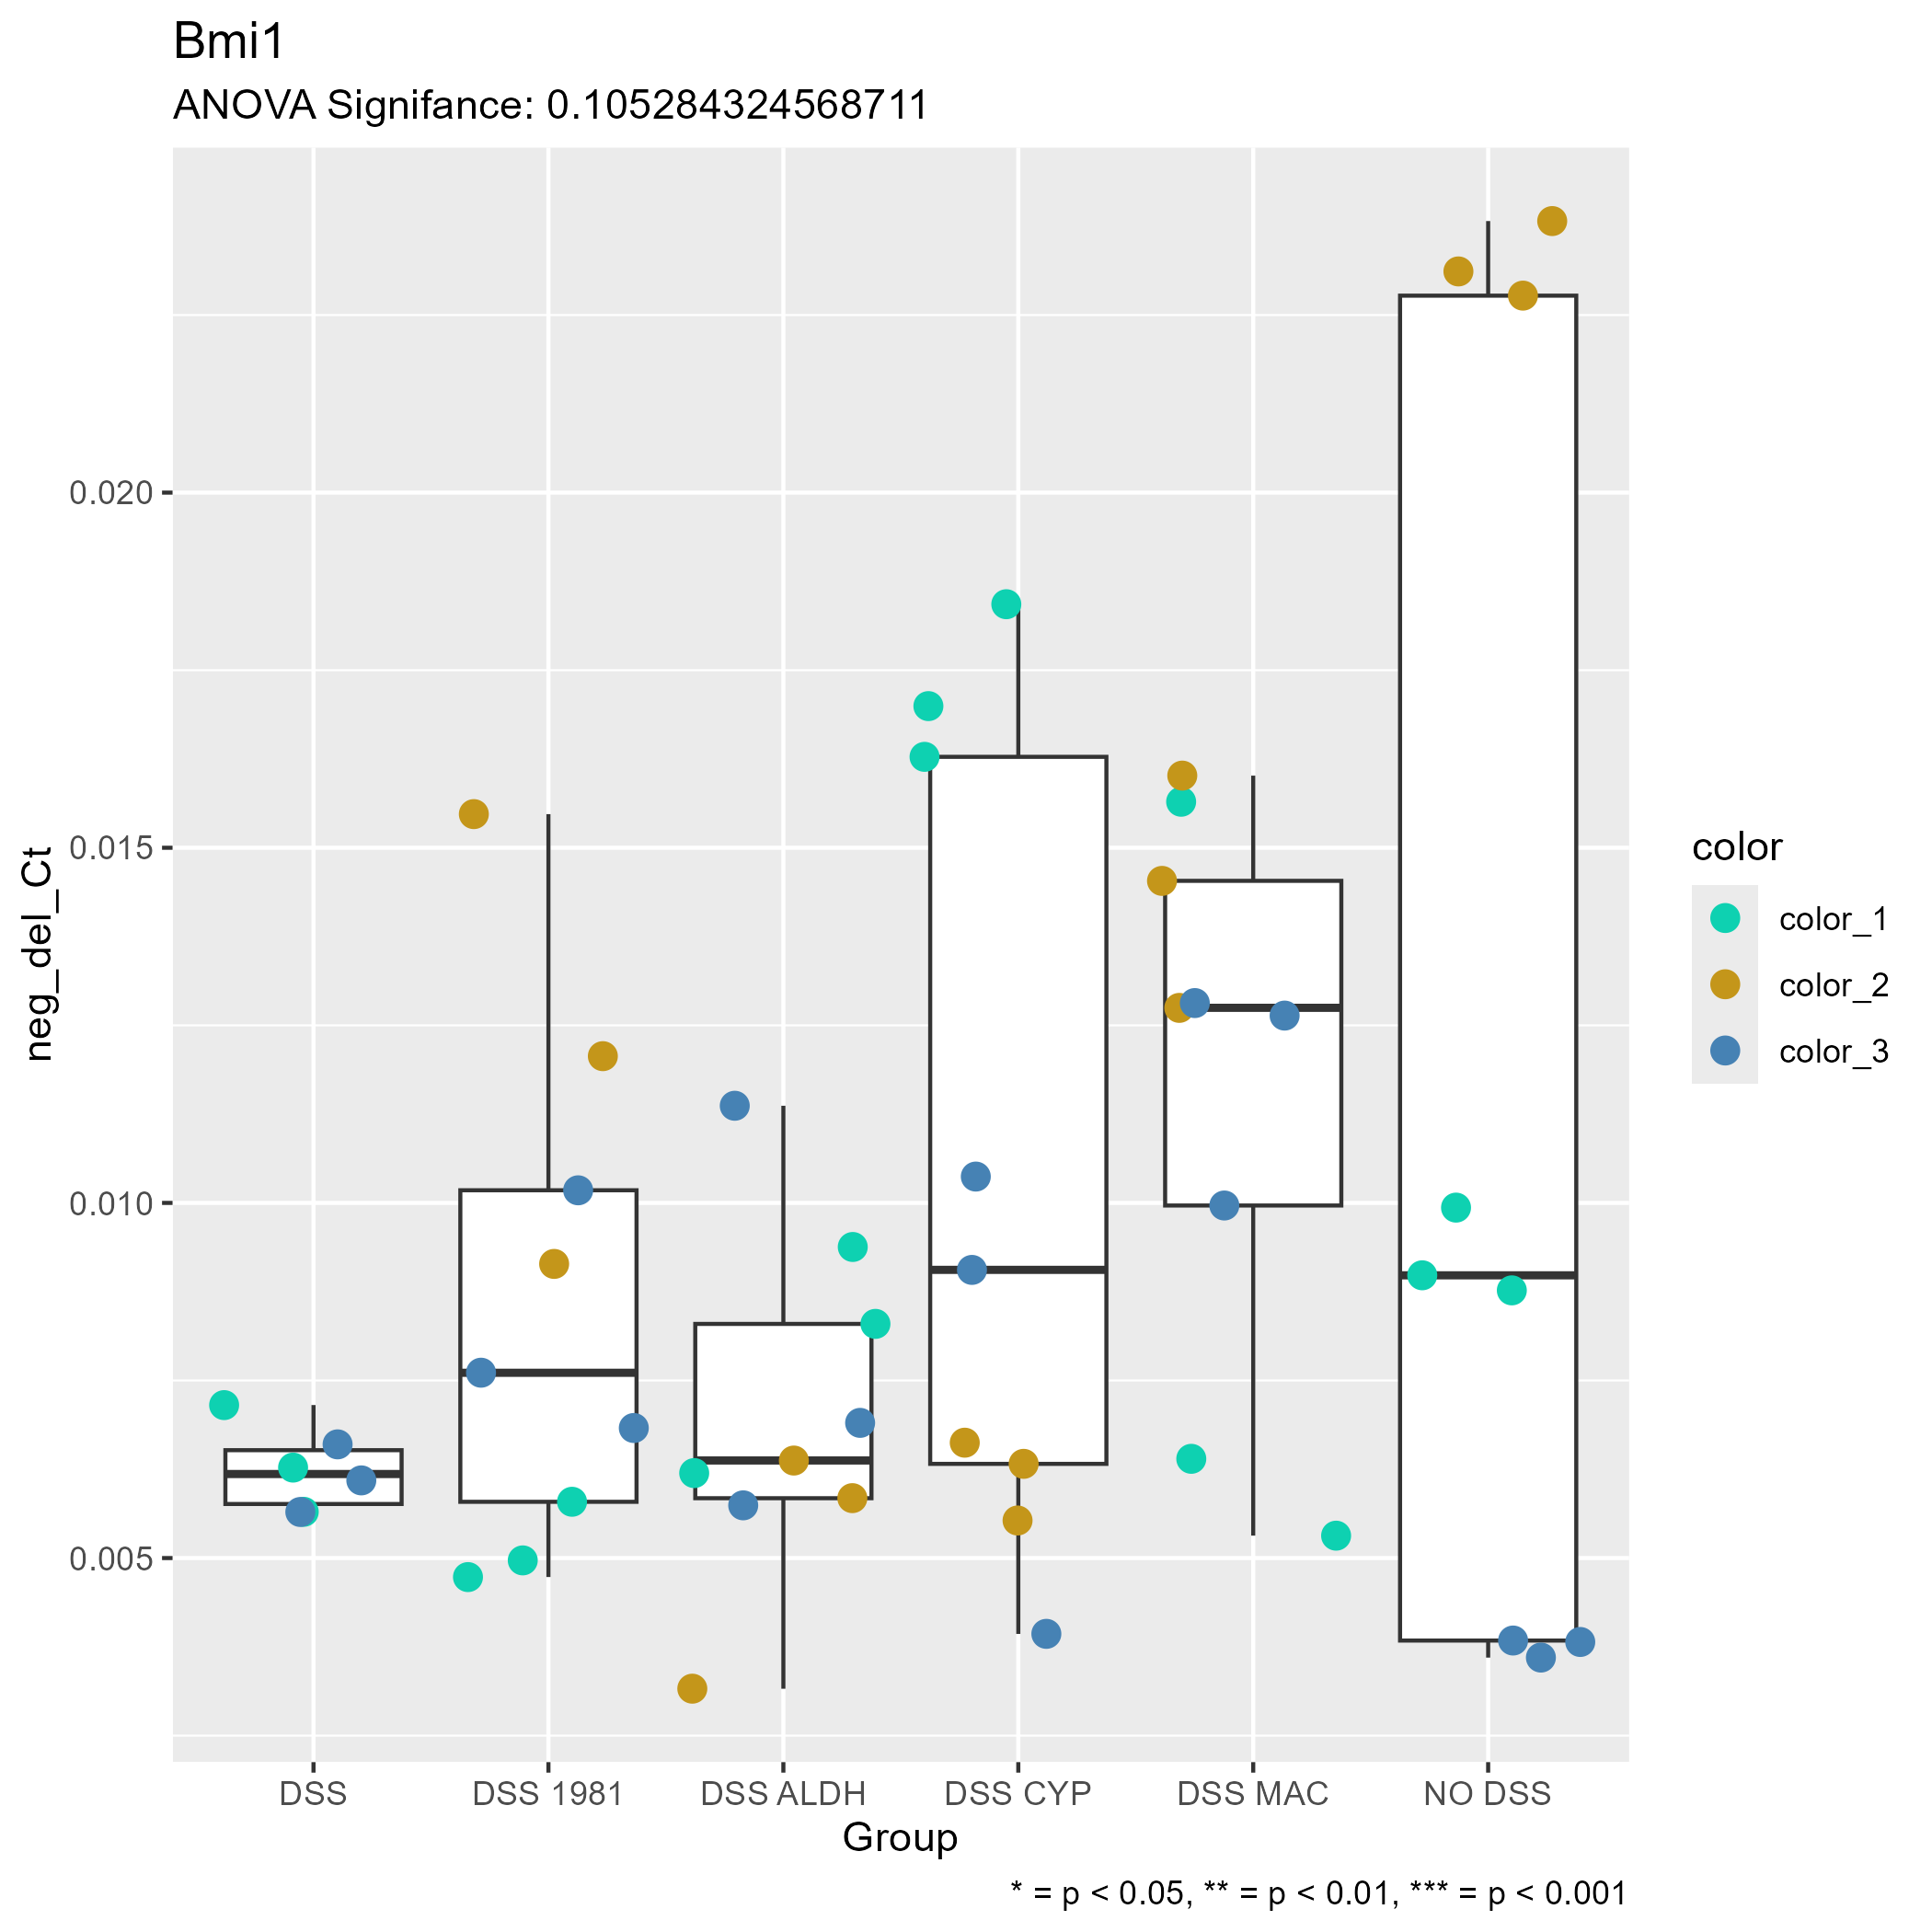 Bmi1
ANOVA Signifance: 0.105284324568711
neg_del_Ct
0.020
0.015
0.010
0.005
DSS
DSS 1981
DSS ALDH
DSS CYP
DSS MAC
NO DSS
Group
* = p < 0.05, ** = p < 0.01, *** = p < 0.001
color
color_1
color_2
color_3